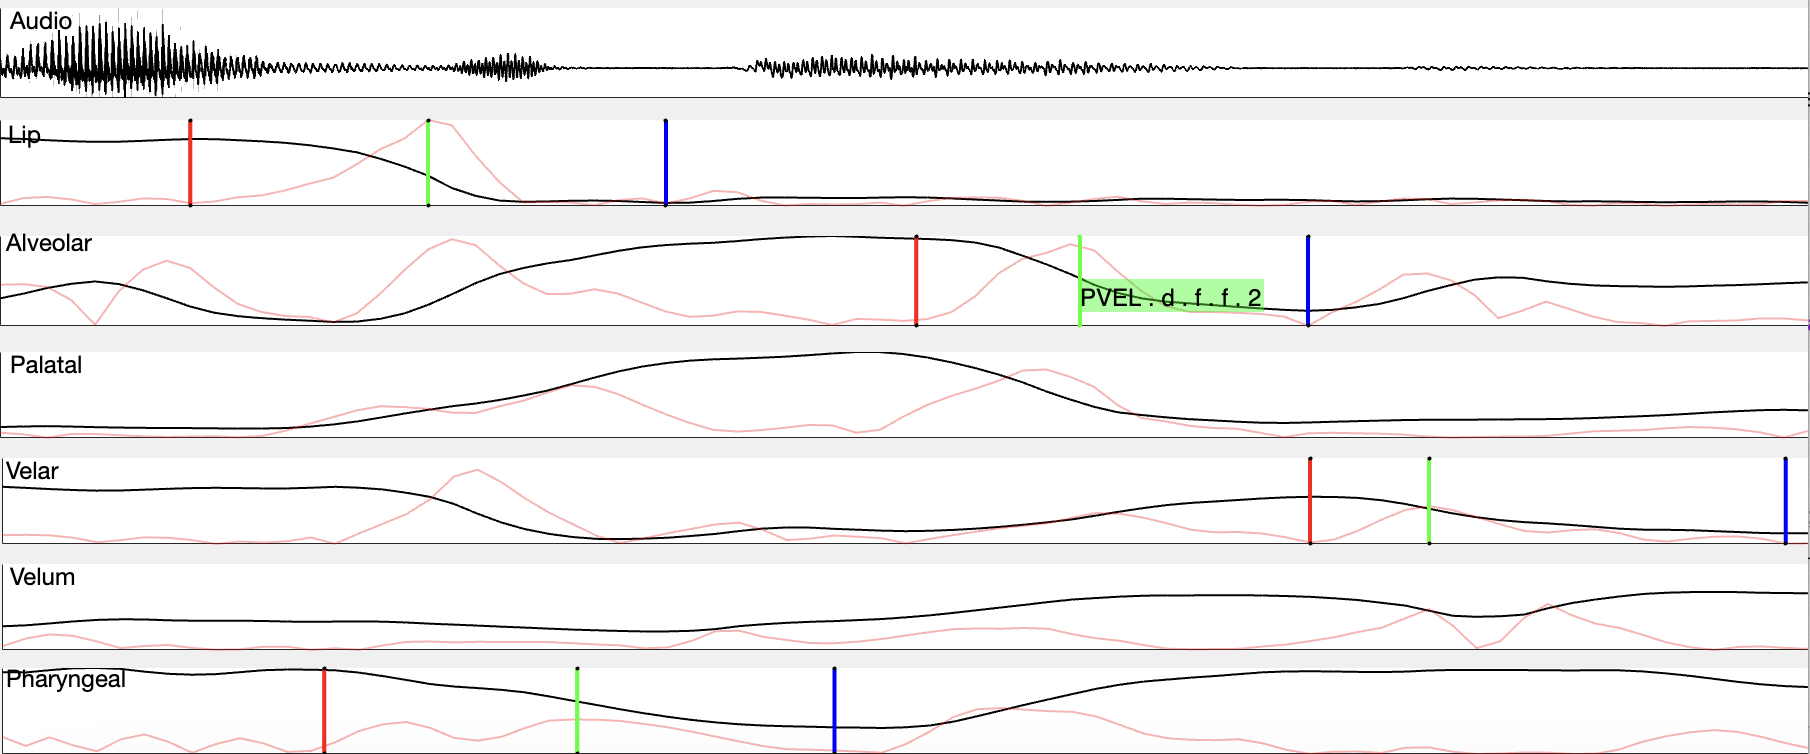 Audio
Lip
Alveolar
PVEL . d . f . f . 2
Palatal
Velar
Velum
Pharyngeal